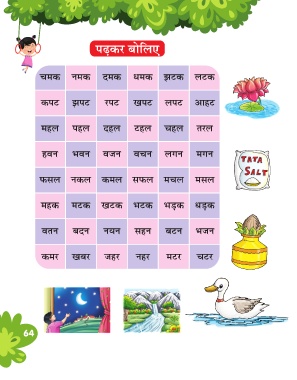 पढ़कर बोलिए
चमक नमक दमक धमक झटक लटक
कपट झपट रपट खपट लपट आहट
महल पहल दहल टहल चहल तरल
हवन भवन वजन वचन लगन मगन
फसल नकल कमल सफल मचल मसल
महक मटक खटक भटक भड़क धड़क
वतन बदन नयन सहन बटन भजन
कमर खबर जहर नहर मटर चटर
TATA
SALT
64